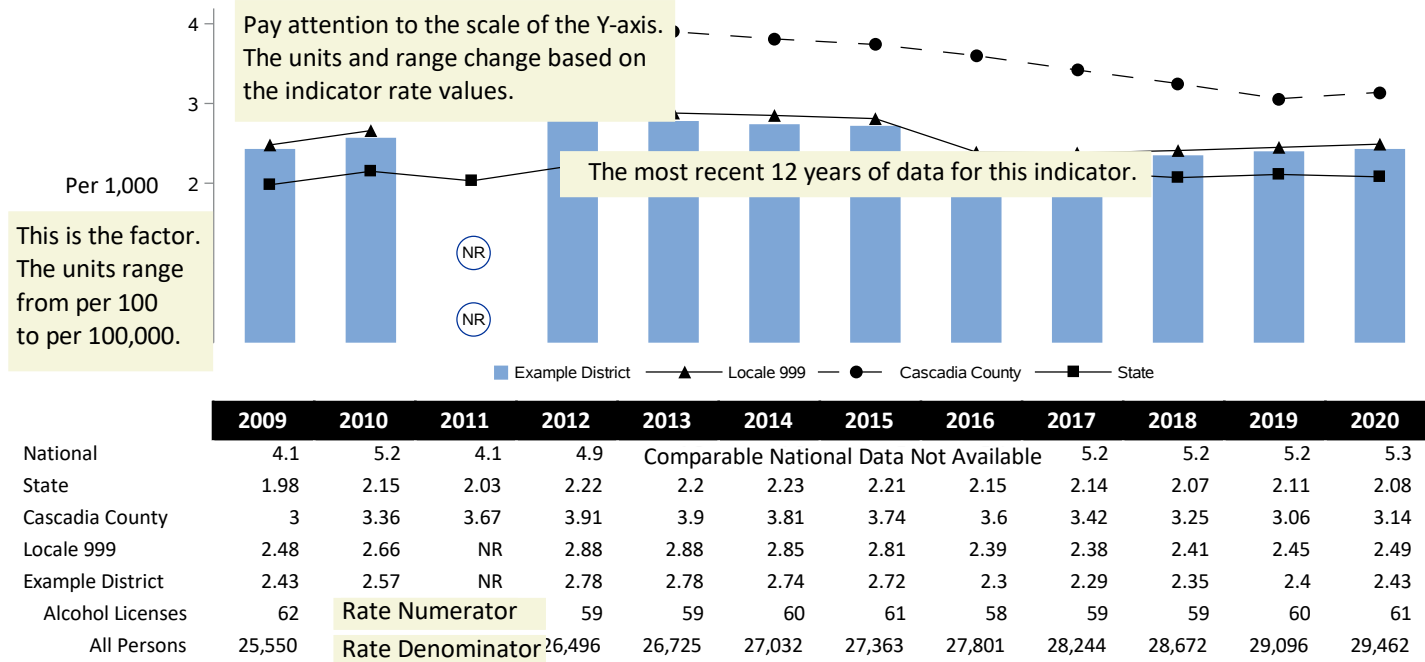 4
Pay attention to the scale of the Y-axis.
The units and range change based on
the indicator rate values.
3
The most recent 12 years of data for this indicator.
Per 1,000 2
This is the factor.
The units range
from per 100
to per 100,000.
NR
NR
Example District Locale 999 Cascadia County State
2009 2010 2011 2012 2013 2014 2015 2016 2017 2018 2019 2020
National 4.1 5.2 4.1 4.9 Comparable National Data Not Available 5.2 5.2 5.2 5.3
State 1.98 2.15 2.03 2.22 2.2 2.23 2.21 2.15 2.14 2.07 2.11 2.08
Cascadia County 3 3.36 3.67 3.91 3.9 3.81 3.74 3.6 3.42 3.25 3.06 3.14
Locale 999 2.48 2.66 NR 2.88 2.88 2.85 2.81 2.39 2.38 2.41 2.45 2.49
Example District 2.43 2.57 NR 2.78 2.78 2.74 2.72 2.3 2.29 2.35 2.4 2.43
Alcohol Licenses 62 Rate Numerator 59 59 60 61 58 59 59 60 61
All Persons 25,550 Rate Denominator 26,496 26,725 27,032 27,363 27,801 28,244 28,672 29,096 29,462